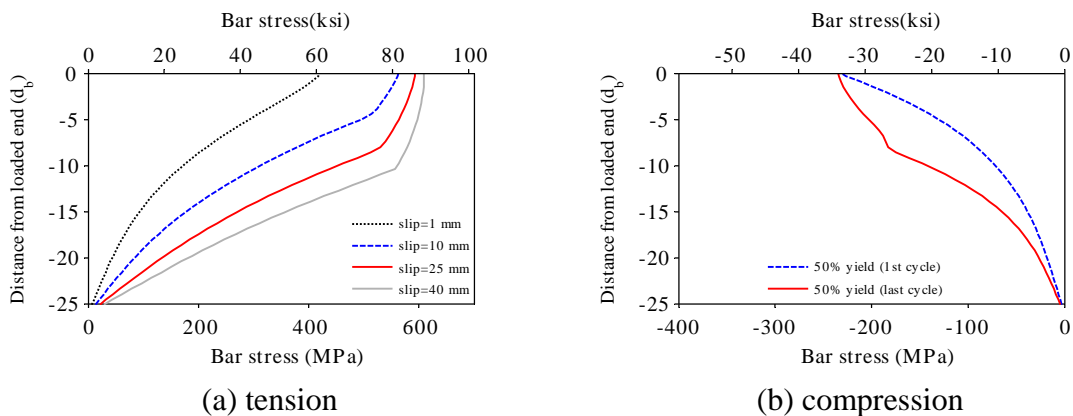 Bar stress(ksi)
0 20 40 60 80 100
Distance from loaded end (d_b)
0
-5
-10
-15
-20
-25
slip=1 mm
slip=10 mm
slip=25 mm
slip=40 mm
0 200 400 600
Bar stress (MPa)
(a) tension
Bar stress(ksi)
-50 -40 -30 -20 -10 0
Distance from loaded end (d_b)
0
-5
-10
-15
-20
-25
50% yield (1st cycle)
50% yield (last cycle)
-400 -300 -200 -100 0
Bar stress (MPa)
(b) compression